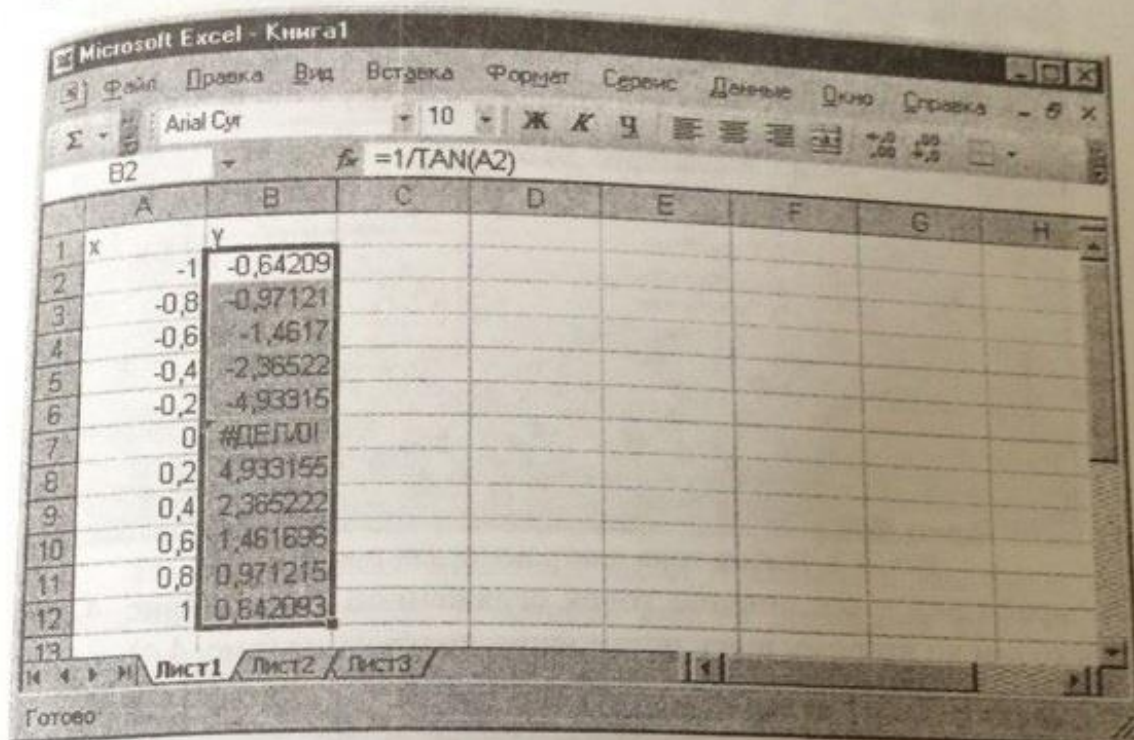 Microsoft Excel - Книга1
Файл Правка Вид Вставка Формат Сервис Данные Окно Справка
Σ Arial Cyr 10 Ж К Ч
B2 fx =1/TAN(A2)
A B C D E F G H
1 X Y
2 -1 -0,64209
3 -0,8 -0,97121
4 -0,6 -1,4617
5 -0,4 -2,36522
6 -0,2 -4,93315
7 0 #ДЕЛ/0!
8 0,2 4,933155
9 0,4 2,365222
10 0,6 1,461696
11 0,8 0,971215
12 1 0,642093
13
Лист1 Лист2 Лист3
Готово